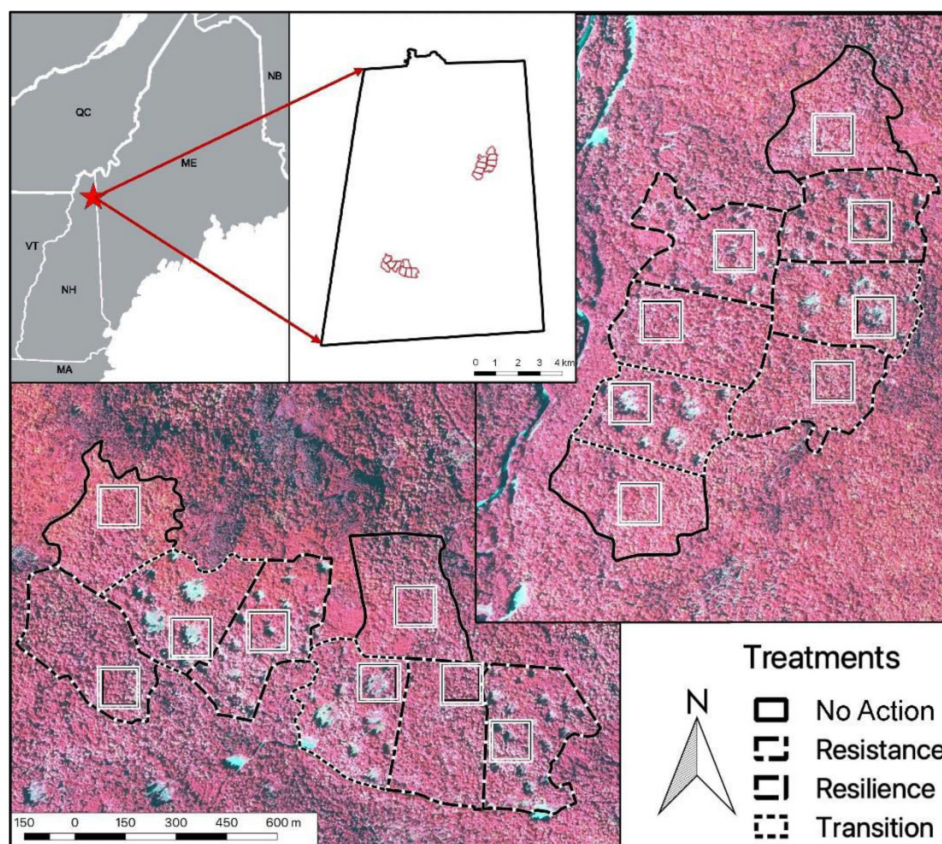 QC
NB
ME
VT
NH
MA
0 1 2 3 4 km
150 0 150 300 450 600 m
N
Treatments
No Action
Resistance
Resilience
Transition